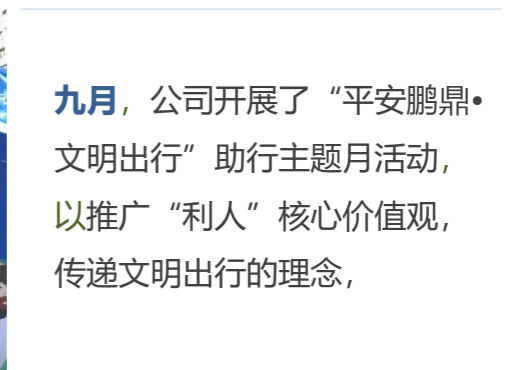 九月，公司开展了“平安鹏鼎•
文明出行”助行主题月活动，
以推广“利人”核心价值观，
传递文明出行的理念，